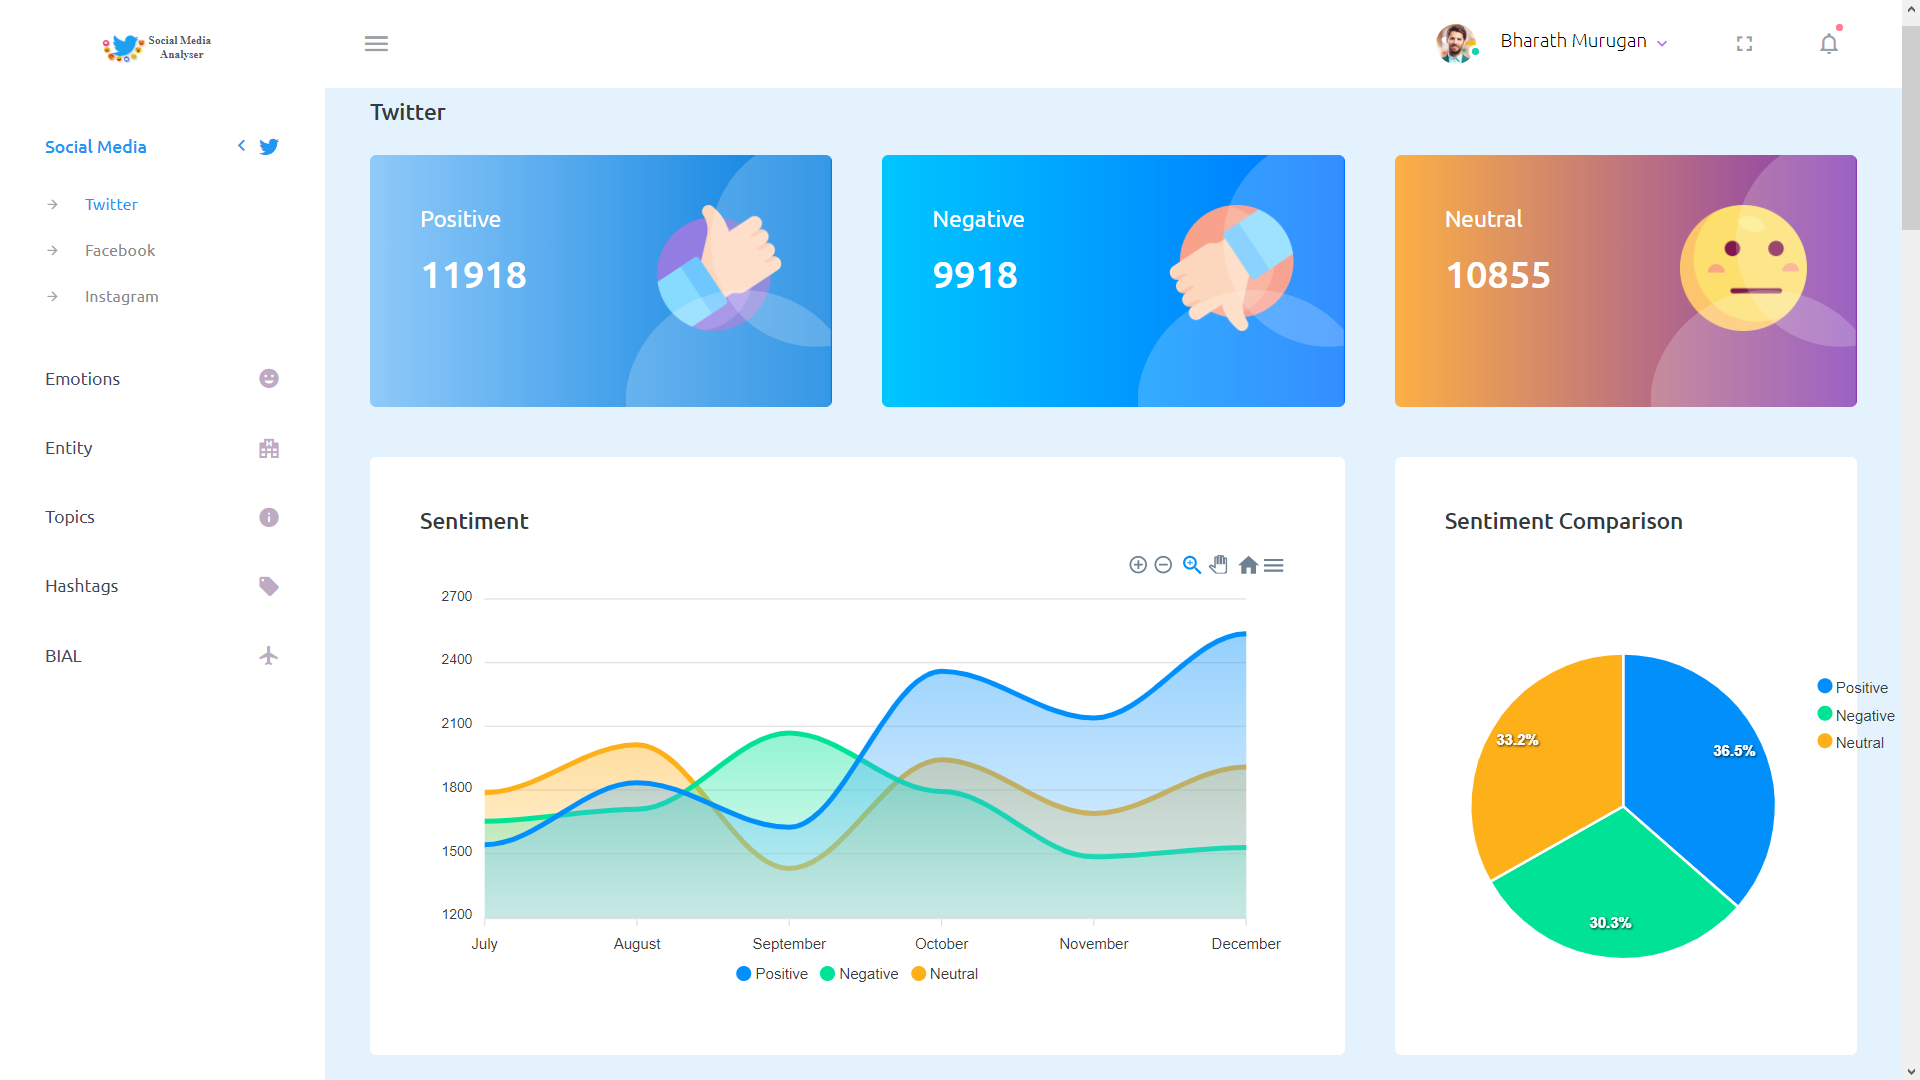 Social Media
Analyser
Bharath Murugan
Social Media
Twitter
Facebook
Instagram
Emotions
Entity
Topics
Hashtags
BIAL
Twitter
Positive
11918
Negative
9918
Neutral
10855
Sentiment
2700
2400
2100
1800
1500
1200
July August September October November December
Positive Negative Neutral
Sentiment Comparison
33.2%
36.5%
30.3%
Positive
Negative
Neutral